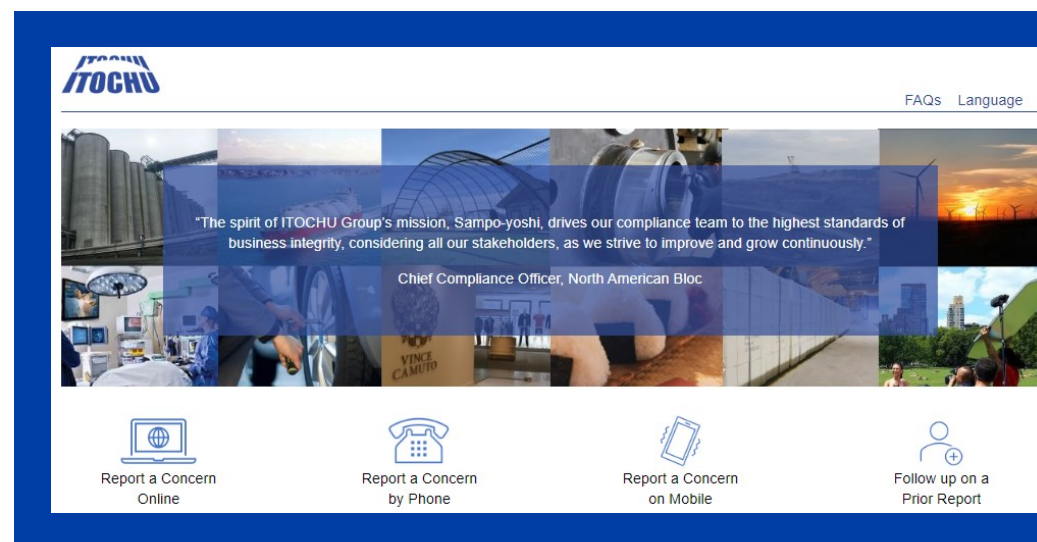 ITOCHU
ITOCHU
FAQs Language
"The spirit of ITOCHU Group's mission, Sampo-yoshi, drives our compliance team to the highest standards of
business integrity, considering all our stakeholders, as we strive to improve and grow continuously."
Chief Compliance Officer, North American Bloc
VINCE
CAMUTO
Report a Concern
Online
Report a Concern
by Phone
Report a Concern
on Mobile
Follow up on a
Prior Report